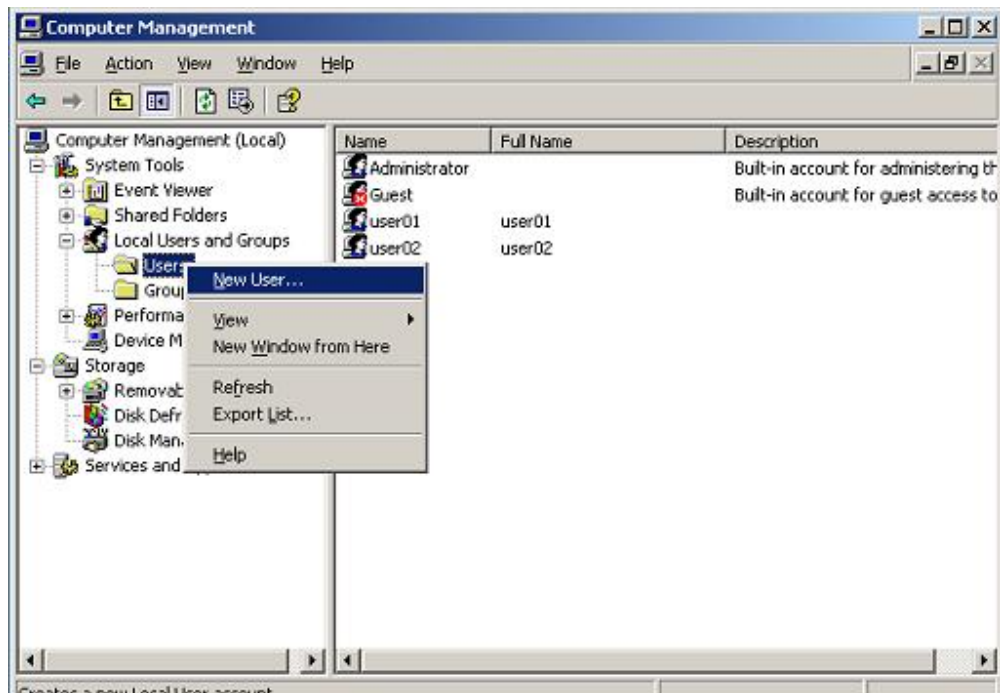 Computer Management
File Action View Window Help
Computer Management (Local)
System Tools
Event Viewer
Shared Folders
Local Users and Groups
Users
Group
Performa
Device M
Storage
Removab
Disk Defr
Disk Man
Services and
New User...
View
New Window from Here
Refresh
Export List...
Help
Name Full Name Description
Administrator Built-in account for administering th
Guest Built-in account for guest access to
user01 user01
user02 user02
Creates a new Local User account